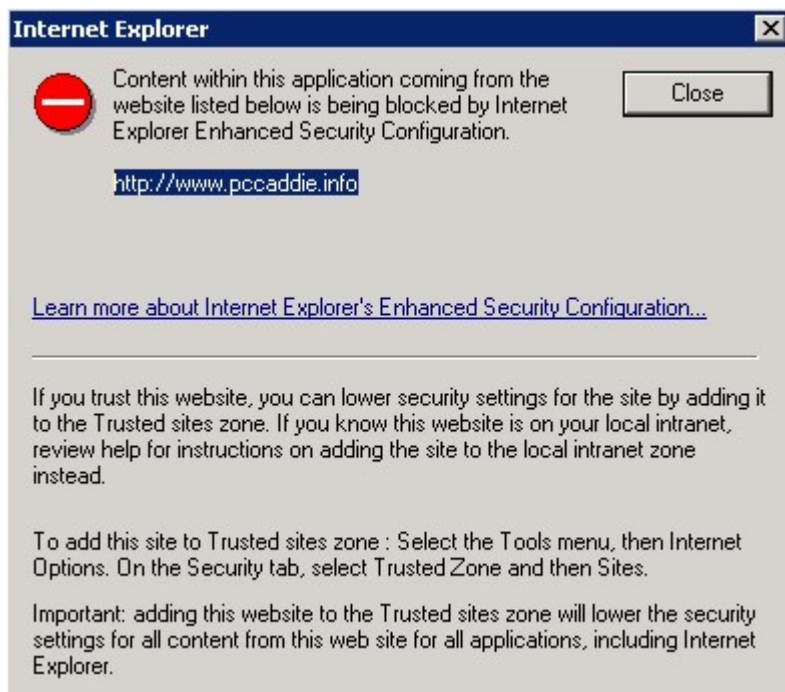 Internet Explorer
Content within this application coming from the
website listed below is being blocked by Internet
Explorer Enhanced Security Configuration.
Close
http://www.pccaddie.info
Learn more about Internet Explorer's Enhanced Security Configuration...
If you trust this website, you can lower security settings for the site by adding it
to the Trusted sites zone. If you know this website is on your local intranet,
review help for instructions on adding the site to the local intranet zone
instead.
To add this site to Trusted sites zone : Select the Tools menu, then Internet
Options. On the Security tab, select Trusted Zone and then Sites.
Important: adding this website to the Trusted sites zone will lower the security
settings for all content from this web site for all applications, including Internet
Explorer.